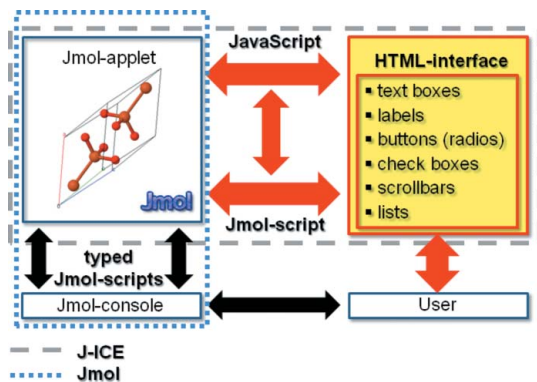 JavaScript
Jmol-applet
HTML-interface
text boxes
labels
buttons (radios)
check boxes
scrollbars
lists
Jmol
Jmol-script
typed
Jmol-scripts
Jmol-console
User
J-ICE
Jmol